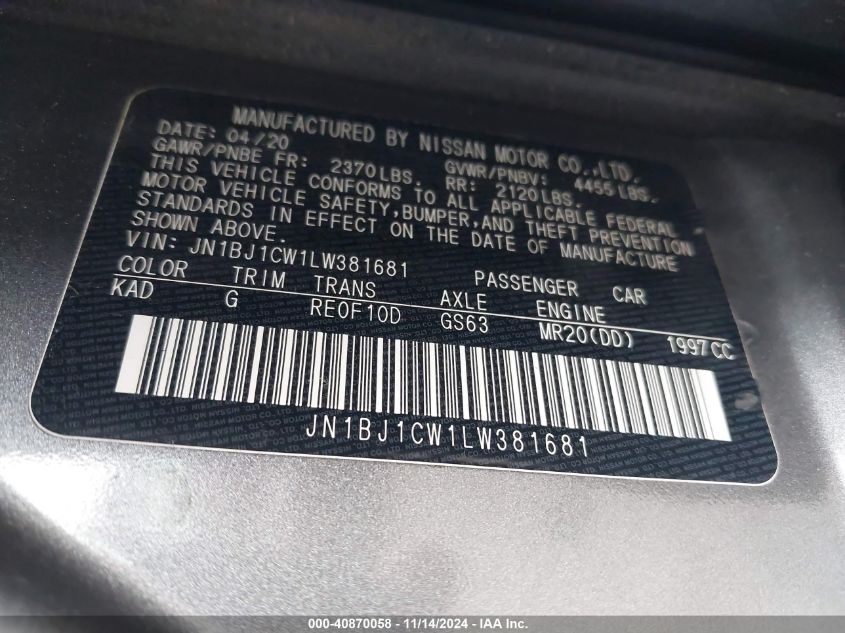 MANUFACTURED BY NISSAN MOTOR CO.,LTD.
DATE: 04/20 GVWR/PNBV: 4455 LBS.
GAWR/PNBE FR: 2370LBS. RR: 2120LBS.
THIS VEHICLE CONFORMS TO ALL APPLICABLE FEDERAL
MOTOR VEHICLE SAFETY,BUMPER,AND THEFT PREVENTION
STANDARDS IN EFFECT ON THE DATE OF MANUFACTURE
SHOWN ABOVE.
VIN: JN1BJ1CW1LW381681 PASSENGER CAR
COLOR TRIM TRANS AXLE ENGINE
KAD G RE0F10D GS63 MR20(DD) 1997CC
JN1BJ1CW1LW381681
000-40870058 - 11/14/2024 - IAA Inc.